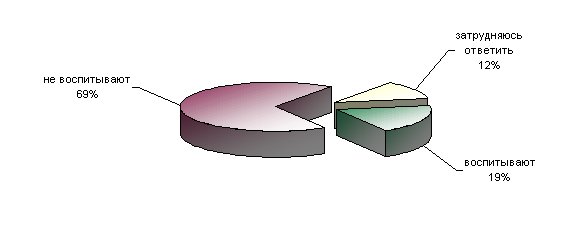 затрудняюсь
ответить
12%
не воспитывают
69%
воспитывают
19%